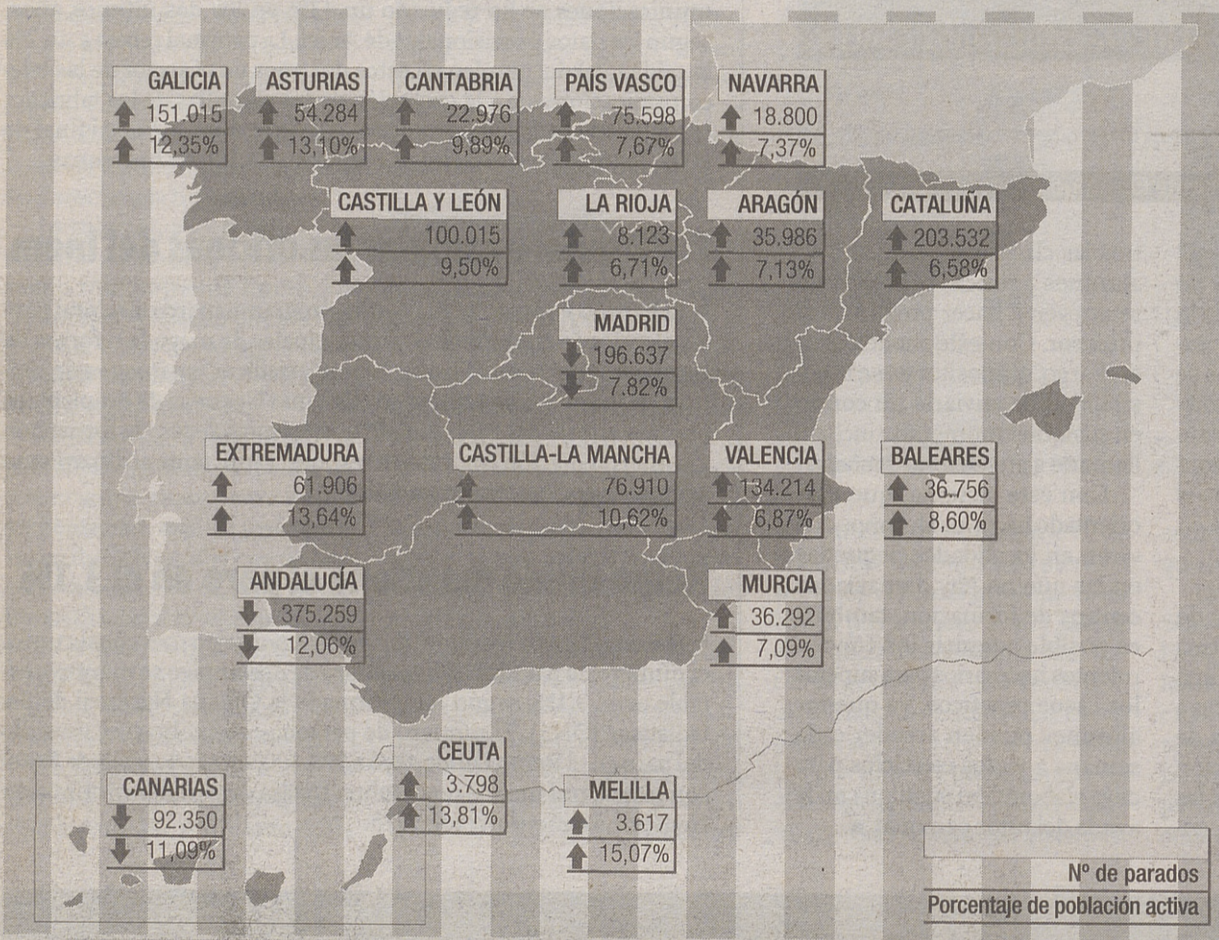 GALICIA
151.015
12,35%
ASTURIAS
54.284
13,10%
CANTABRIA
22.976
9,89%
PAÍS VASCO
75.598
7,67%
NAVARRA
18.800
7,37%
CASTILLA Y LEÓN
100.015
9,50%
LA RIOJA
8.123
6,71%
ARAGÓN
35.986
7,13%
CATALUÑA
203.532
6,58%
MADRID
196.637
7.82%
EXTREMADURA
61.906
13,64%
CASTILLA-LA MANCHA
76.910
10,62%
VALENCIA
134.214
6,87%
BALEARES
36.756
8,60%
ANDALUCÍA
375.259
12,06%
MURCIA
36.292
7,09%
CANARIAS
92.350
11,09%
CEUTA
3.798
13,81%
MELILLA
3.617
15,07%
Nº de parados
Porcentaje de población activa